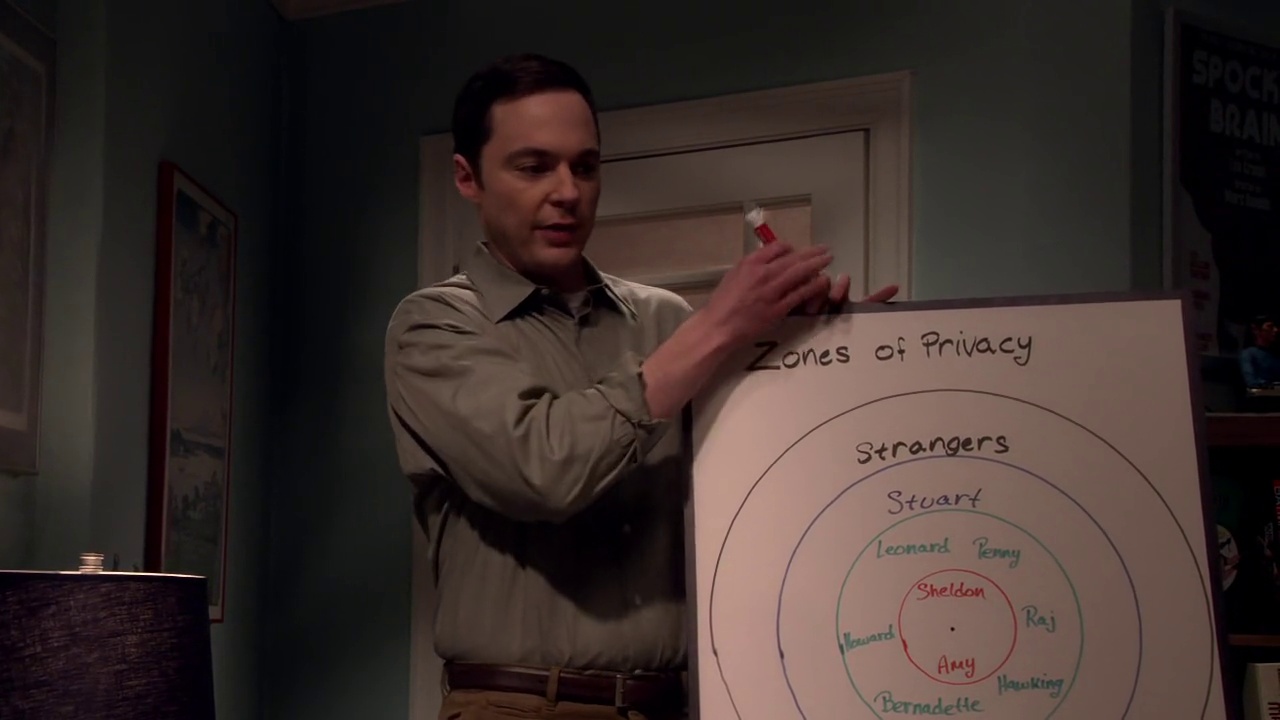 SPOCK
BRAIN
Zones of Privacy
Strangers
Stuart
Leonard Penny
Sheldon
Raj
Howard
Amy
Hawking
Bernadette